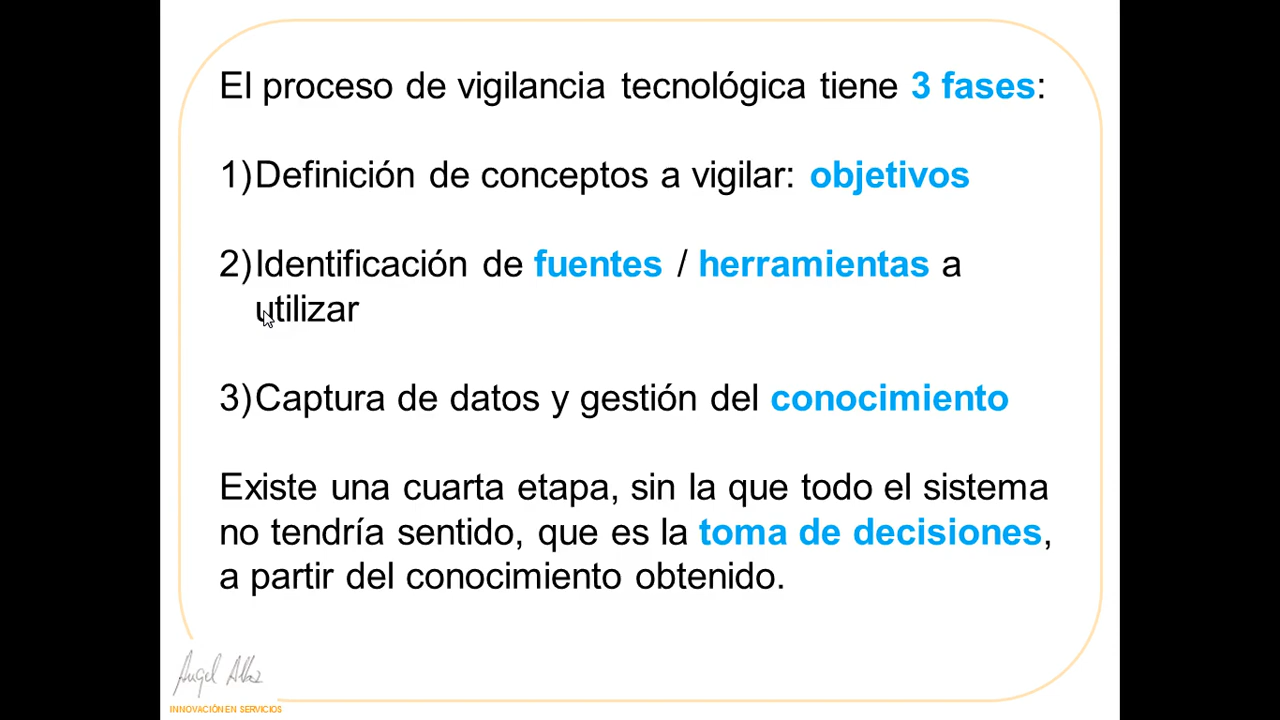 El proceso de vigilancia tecnológica tiene 3 fases:
1)Definición de conceptos a vigilar: objetivos
2)Identificación de fuentes / herramientas a
utilizar
3)Captura de datos y gestión del conocimiento
Existe una cuarta etapa, sin la que todo el sistema
no tendría sentido, que es la toma de decisiones,
a partir del conocimiento obtenido.
Angel Alba
INNOVACIÓN EN SERVICIOS